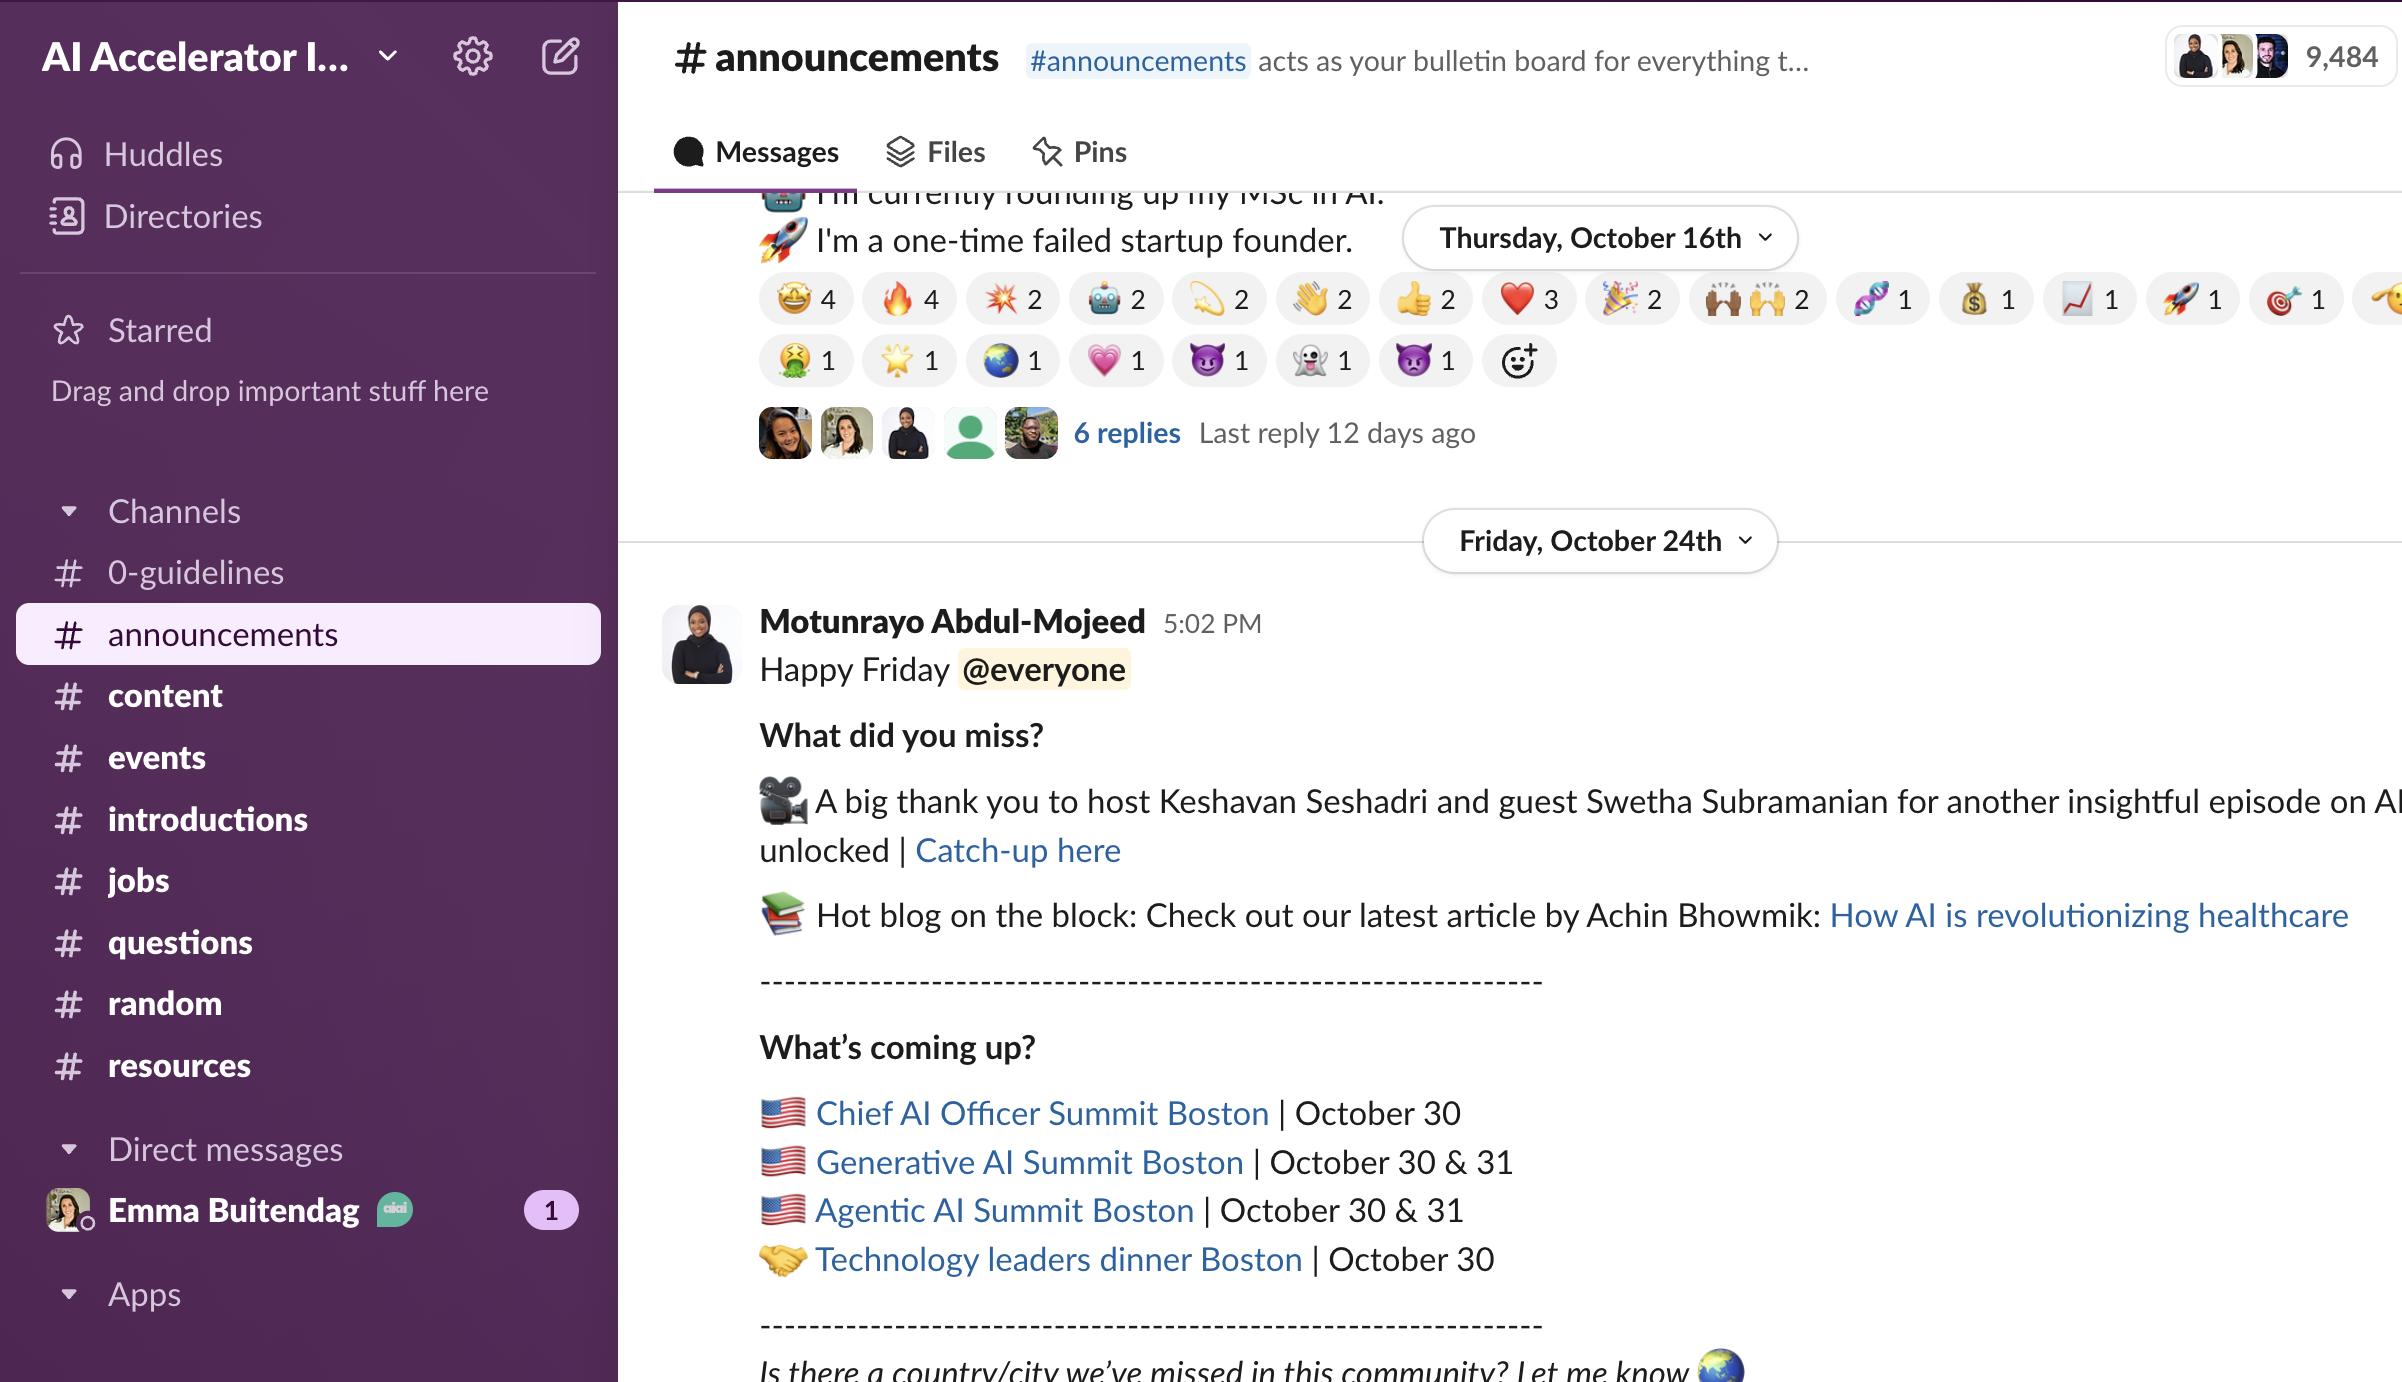 AI Accelerator I...
Huddles
Directories
Starred
Drag and drop important stuff here
Channels
# 0-guidelines
# announcements
# content
# events
# introductions
# jobs
# questions
# random
# resources
Direct messages
Emma Buitendag aiai 1
Apps
# announcements #announcements acts as your bulletin board for everything t... 9,484
Messages Files Pins
I'm currently rounding up my MSc in AI.
I'm a one-time failed startup founder.
Thursday, October 16th
4 4 2 2 2 2 2 3 2 2 1 1 1 1 1
1 1 1 1 1 1 1
6 replies Last reply 12 days ago
Friday, October 24th
Motunrayo Abdul-Mojeed 5:02 PM
Happy Friday @everyone
What did you miss?
A big thank you to host Keshavan Seshadri and guest Swetha Subramanian for another insightful episode on AI
unlocked | Catch-up here
Hot blog on the block: Check out our latest article by Achin Bhowmik: How AI is revolutionizing healthcare
----------------------------------------------------------------
What’s coming up?
Chief AI Officer Summit Boston | October 30
Generative AI Summit Boston | October 30 & 31
Agentic AI Summit Boston | October 30 & 31
Technology leaders dinner Boston | October 30
----------------------------------------------------------------
Is there a country/city we’ve missed in this community? Let me know